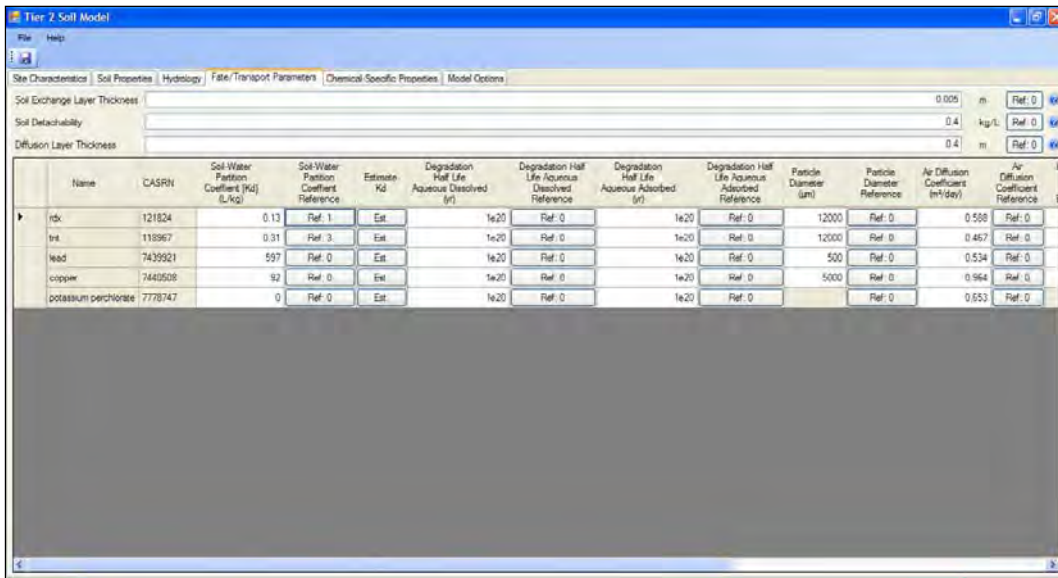 Tier 2 Soil Model
File Help
Site Characteristics Soil Properties Hydrology Fate/Transport Parameters Chemical-Specific Properties Model Options
Soil Exchange Layer Thickness 0.005 m Ref: 0
Soil Detachability 0.4 kg/L Ref: 0
Diffusion Layer Thickness 0.4 m Ref: 0
Name CASRN Soil-Water Partition Coeffient [Kd] (L/kg) Soil-Water Partition Coeffient Reference Estimate Kd Degradation Half Life Aqueous Dissolved (yr) Degradation Half Life Aqueous Dissolved Reference Degradation Half Life Aqueous Adsorbed (yr) Degradation Half Life Aqueous Adsorbed Reference Particle Diameter (µm) Particle Diameter Reference Air Diffusion Coefficient (m²/day) Air Diffusion Coefficient Reference
rdx 121824 0.13 Ref: 1 Est 1e20 Ref: 0 1e20 Ref: 0 12000 Ref: 0 0.588 Ref: 0
tnt 118967 0.31 Ref: 3 Est 1e20 Ref: 0 1e20 Ref: 0 12000 Ref: 0 0.467 Ref: 0
lead 7439921 597 Ref: 0 Est 1e20 Ref: 0 1e20 Ref: 0 500 Ref: 0 0.534 Ref: 0
copper 7440508 92 Ref: 0 Est 1e20 Ref: 0 1e20 Ref: 0 5000 Ref: 0 0.964 Ref: 0
potassium perchlorate 7778747 0 Ref: 0 Est 1e20 Ref: 0 1e20 Ref: 0 Ref: 0 0.653 Ref: 0